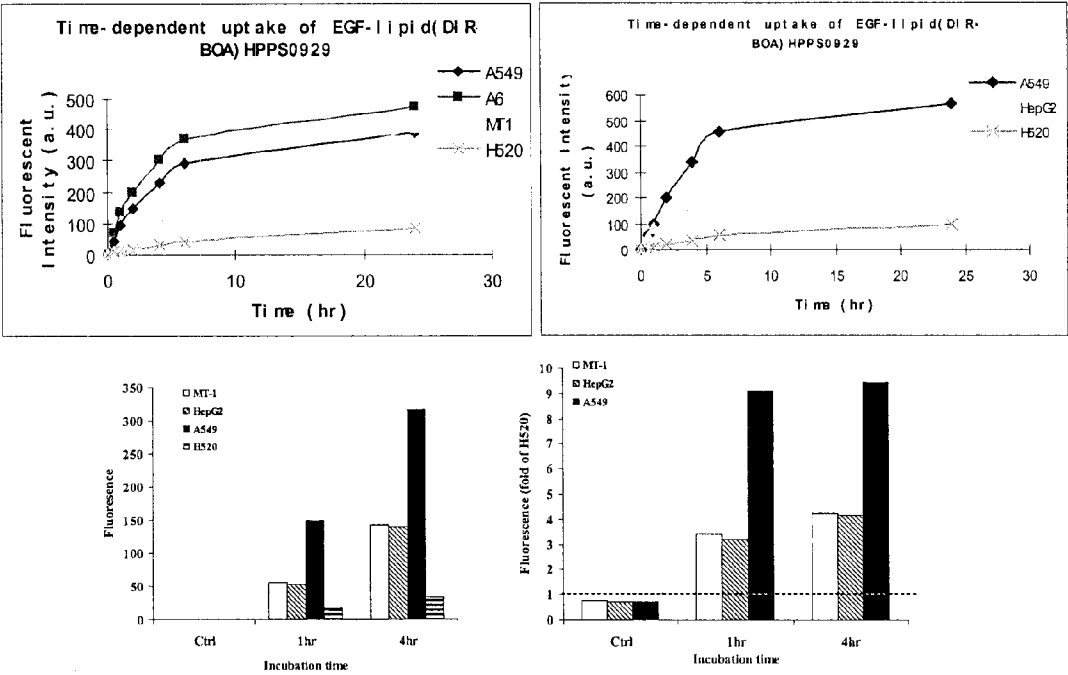 Time-dependent uptake of EGF-lipid(DIR-
BOA)HPPS0929
A549
A6
MT1
H520
Fluorescent
Intensity (a.u.)
500
400
300
200
100
0
0
10
20
30
Time (hr)
Time-dependent uptake of EGF-lipid(DIR-
BOA)HPPS0929
A549
HepG2
H520
Fluorescent Intensity
(a.u.)
600
500
400
300
200
100
0
0
5
10
15
20
25
30
Time (hr)
MT-1
HepG2
A549
H520
Fluoresence
350
300
250
200
150
100
50
0
Ctrl
1hr
4hr
Incubation time
MT-1
HepG2
A549
Fluorescence (fold of H520)
10
9
8
7
6
5
4
3
2
1
0
Ctrl
1hr
4hr
Incubation time